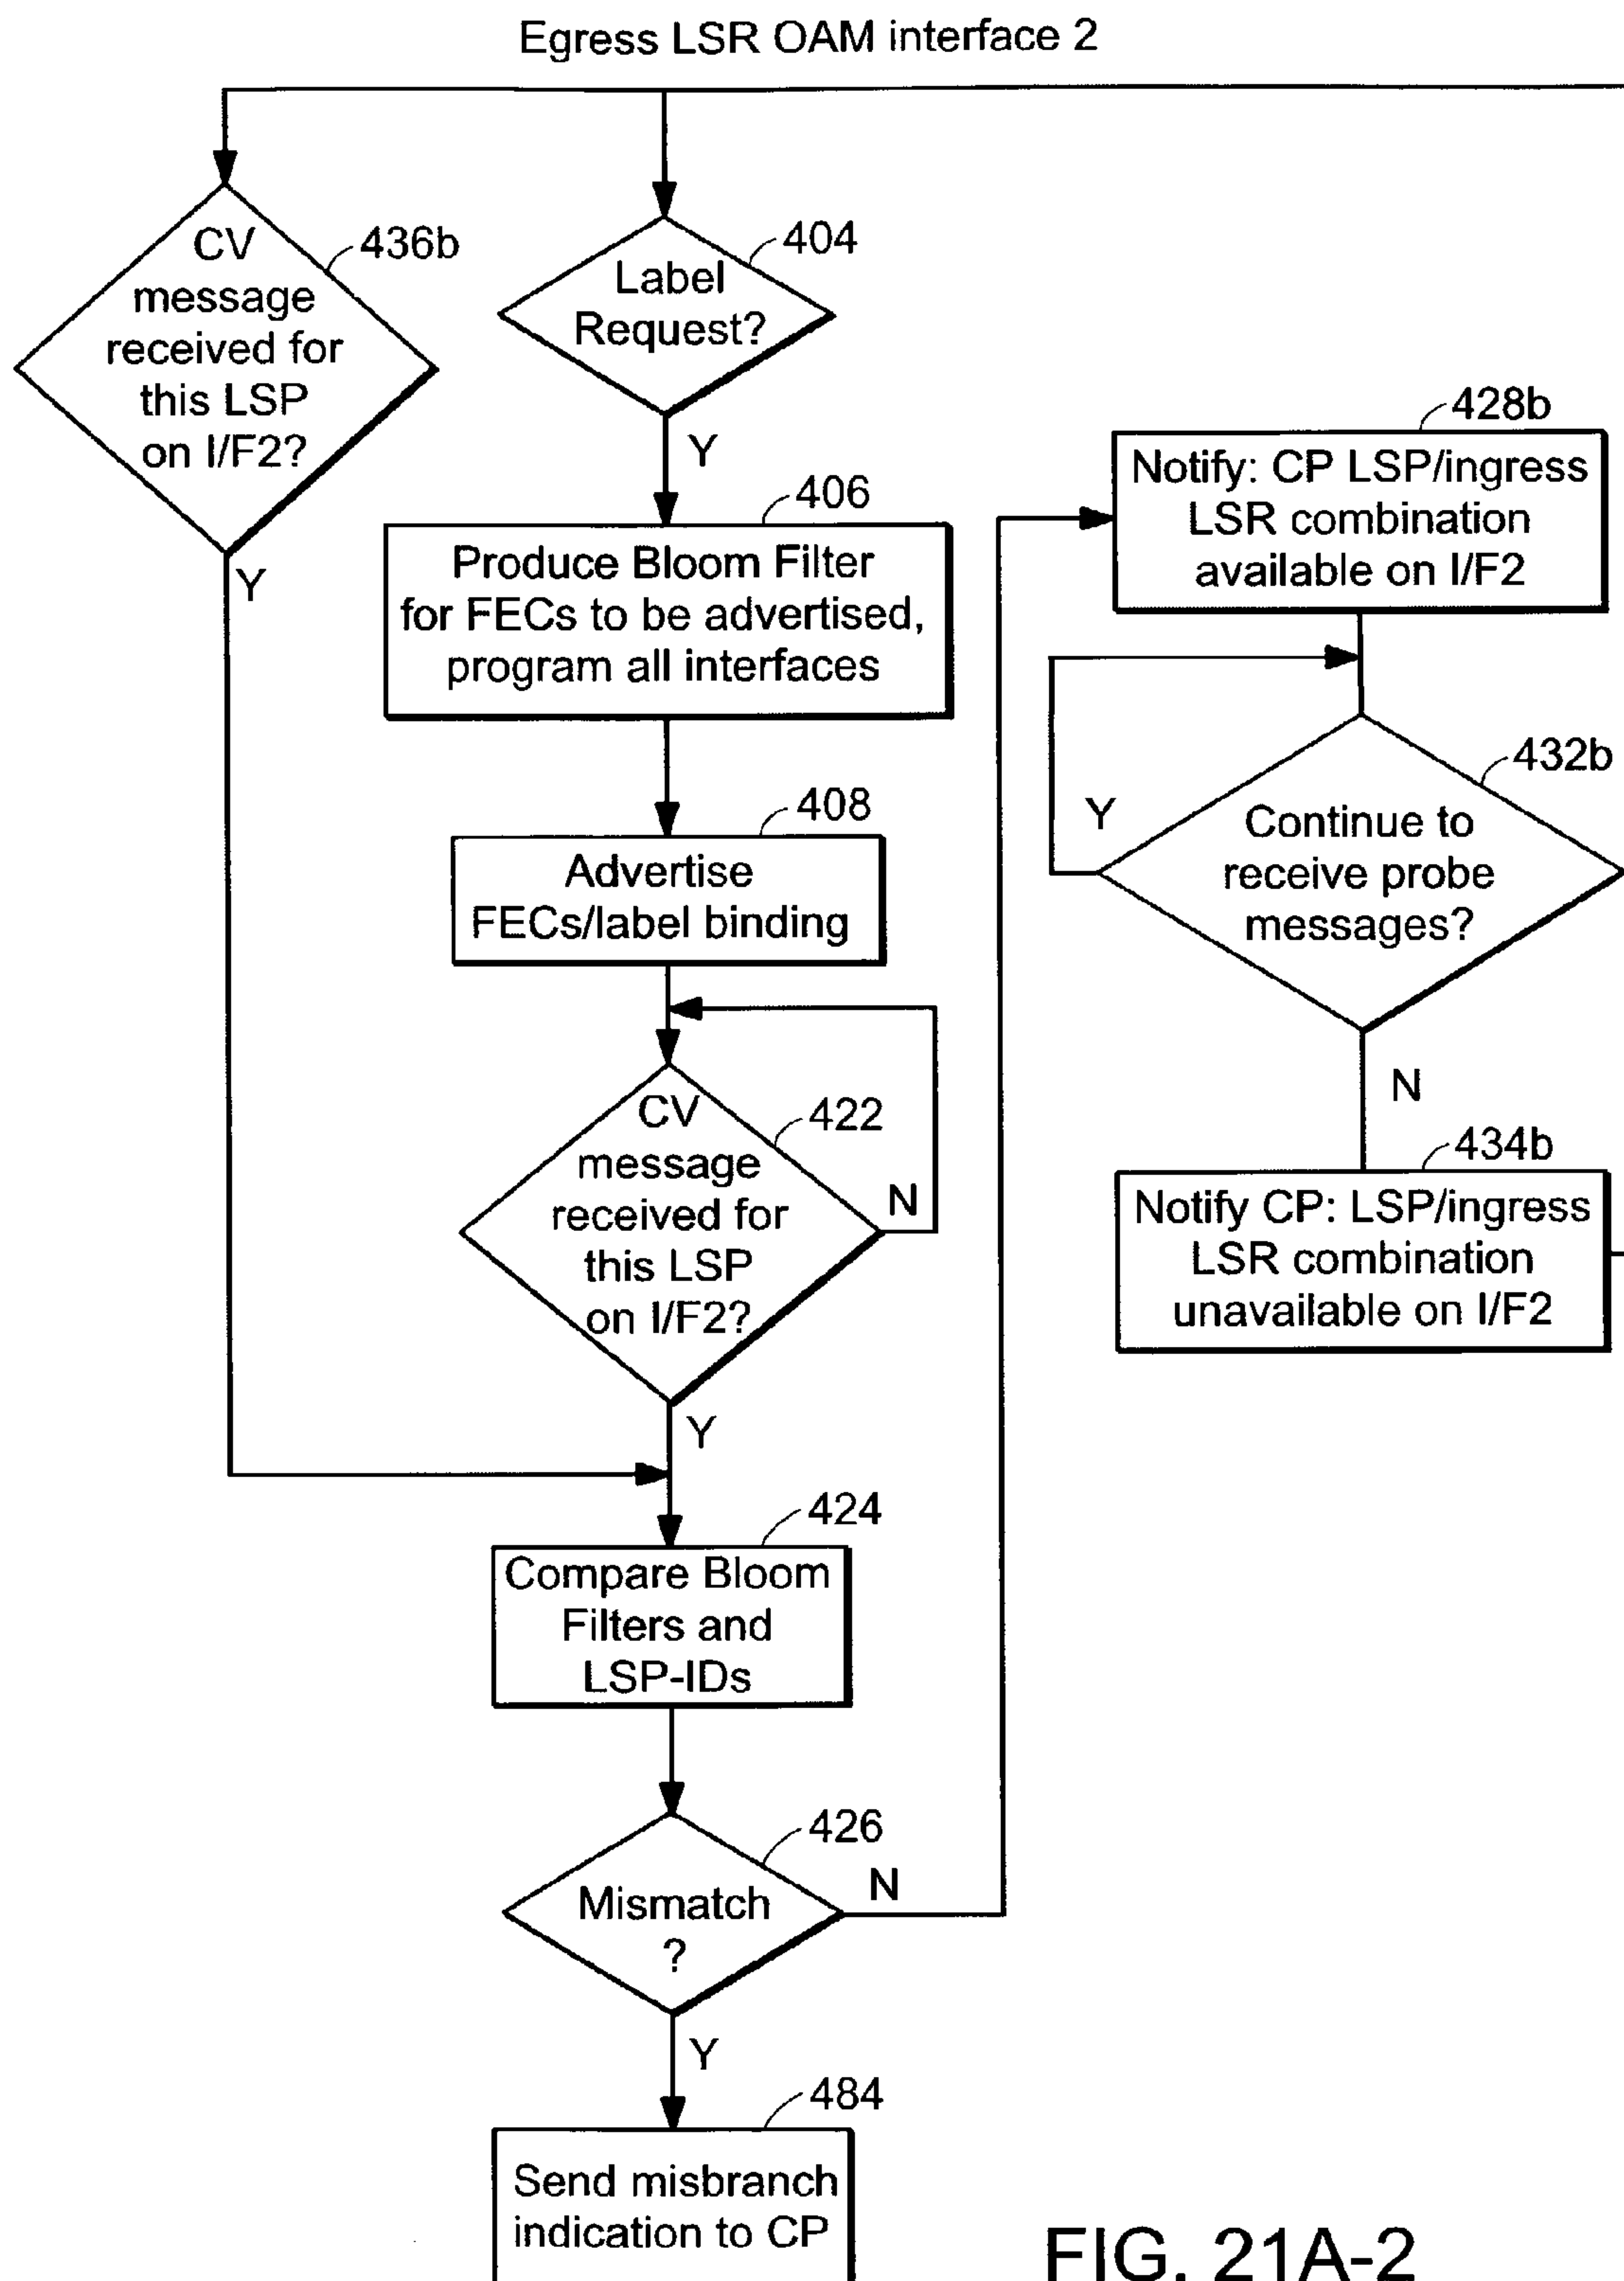 Egress LSR OAM interface 2
CV
message
received for
this LSP
on I/F2?
436b
Y
Label
Request?
404
Y
406
Produce Bloom Filter
for FECs to be advertised,
program all interfaces
408
Advertise
FECs/label binding
CV
message
received for
this LSP
on I/F2?
422
N
Y
424
Compare Bloom
Filters and
LSP-IDs
426
Mismatch
?
N
Y
484
Send misbranch
indication to CP
428b
Notify: CP LSP/ingress
LSR combination
available on I/F2
432b
Continue to
receive probe
messages?
Y
N
434b
Notify CP: LSP/ingress
LSR combination
unavailable on I/F2
FIG. 21A-2